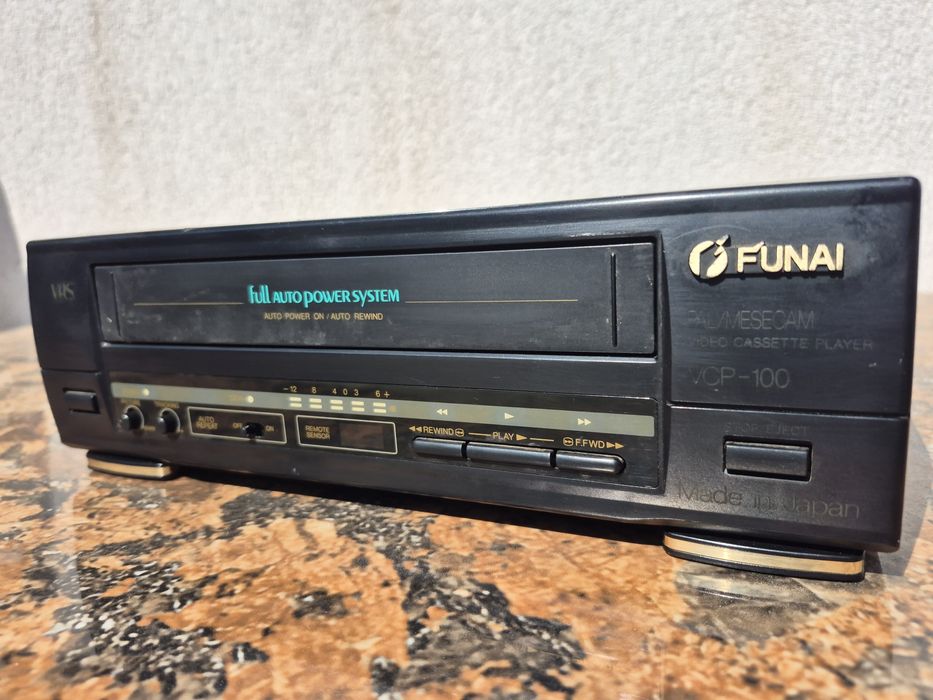 VHS
full AUTO POWER SYSTEM
AUTO POWER ON / AUTO REWIND
FUNAI
PAL/MESECAM
VIDEO CASSETTE PLAYER
VCP-100
-12 8 4 0 3 6+
AUTO REPEAT
OFF ON
REMOTE SENSOR
◀◀REWIND
PLAY▶
F.FWD▶▶
STOP/EJECT
Made in Japan